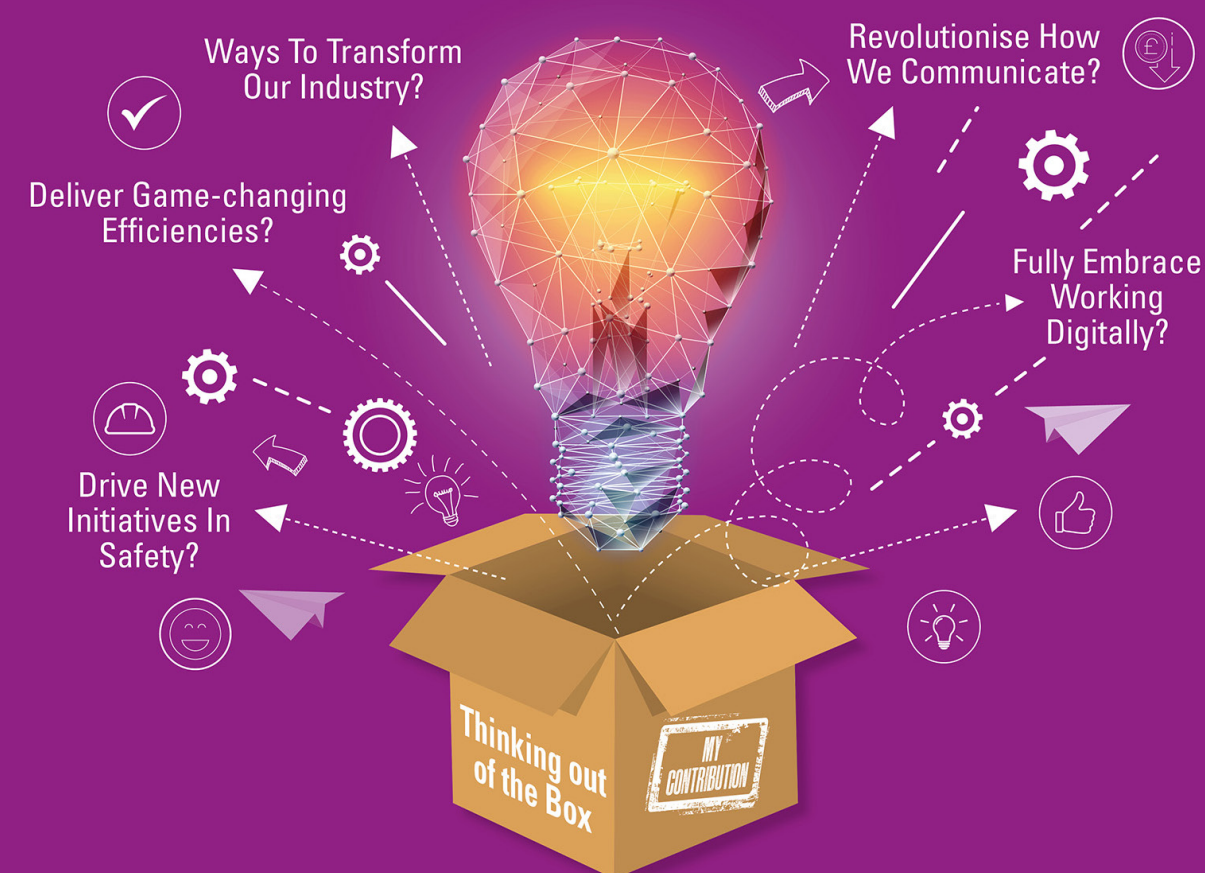 Ways To Transform
Our Industry?
Revolutionise How
We Communicate?
£
Deliver Game-changing
Efficiencies?
Fully Embrace
Working
Digitally?
Drive New
Initiatives In
Safety?
Thinking out
of the Box
MY
CONTRIBUTION